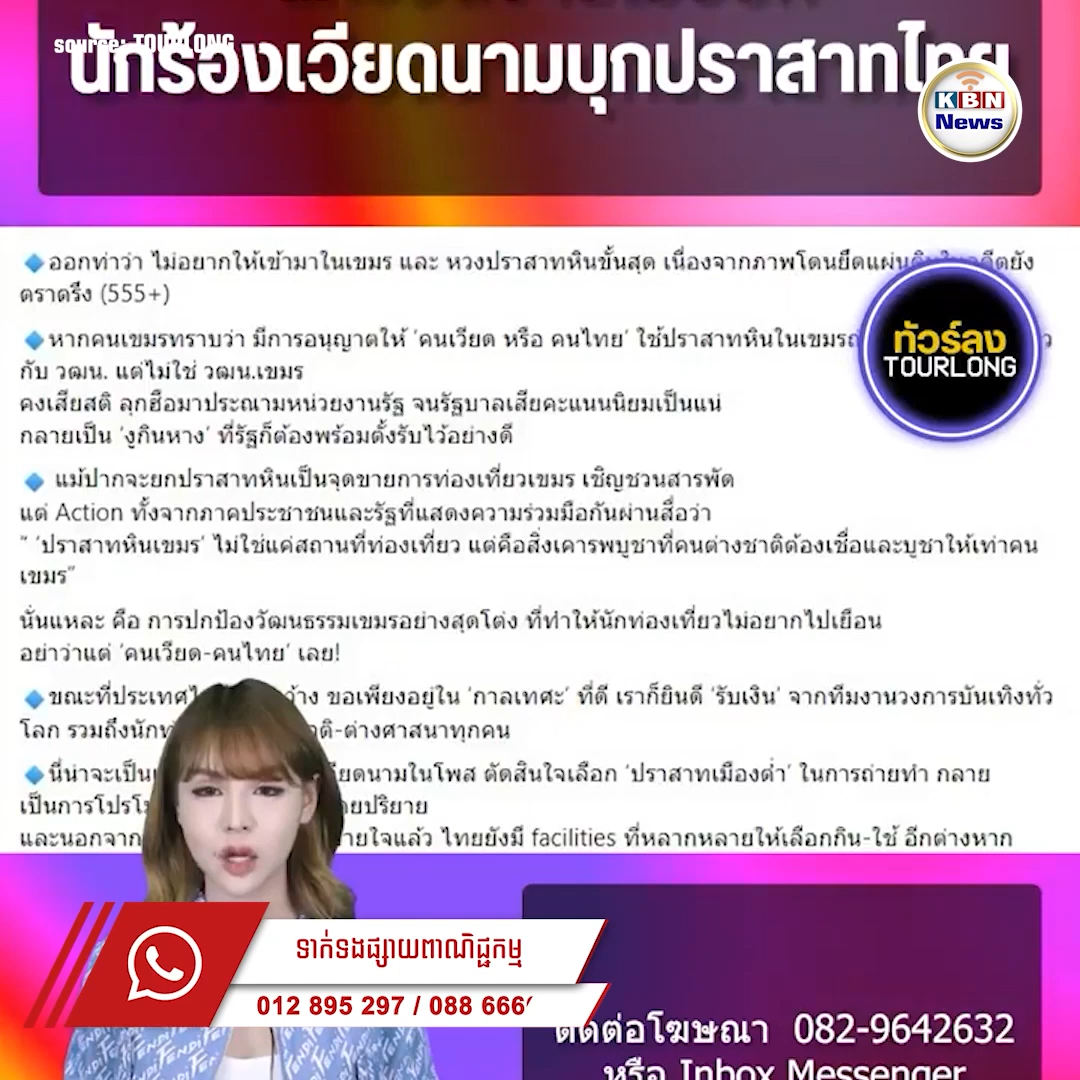 source: TOURLONG
นักร้องเวียดนามบุกปราสาทไทย
KBN
News
🔷ออกท่าว่า ไม่อยากให้เข้ามาในเขมร และ หวงปราสาทหินขั้นสุด เนื่องจากภาพโดนยึดแผ่นดินในอดีตยัง
ตราตรึง (555+)
🔷หากคนเขมรทราบว่า มีการอนุญาตให้ 'คนเวียด หรือ คนไทย' ใช้ปราสาทหินในเขมร
กับ วฒน. แต่ไม่ใช่ วฒน.เขมร
ทัวร์ลง
TOURLONG
คงเสียสติ ลุกฮือมาประณามหน่วยงานรัฐ จนรัฐบาลเสียคะแนนนิยมเป็นแน่
กลายเป็น 'งูกินหาง' ที่รัฐก็ต้องพร้อมตั้งรับไว้อย่างดี
🔷 แม้ปากจะยกปราสาทหินเป็นจุดขายการท่องเที่ยวเขมร เชิญชวนสารพัด
แต่ Action ทั้งจากภาคประชาชนและรัฐที่แสดงความร่วมมือกันผ่านสื่อว่า
" 'ปราสาทหินเขมร' ไม่ใช่แค่สถานที่ท่องเที่ยว แต่คือสิ่งเคารพบูชาที่คนต่างชาติต้องเชื่อและบูชาให้เท่าคน
เขมร"
นั่นแหละ คือ การปกป้องวัฒนธรรมเขมรอย่างสุดโต่ง ที่ทำให้นักท่องเที่ยวไม่อยากไปเยือน
อย่าว่าแต่ 'คนเวียด-คนไทย' เลย!
🔷ขณะที่ประเทศไ ขอเพียงอยู่ใน 'กาลเทศะ' ที่ดี เราก็ยินดี 'รับเงิน' จากทีมงานวงการบันเทิงทั่ว
โลก รวมถึงนัก ต่างศาสนาทุกคน
🔷นี่น่าจะเป็น เวียดนามในโพส ตัดสินใจเลือก 'ปราสาทเมืองต่ำ' ในการถ่ายทำ กลาย
เป็นการโปรโม ปริยาย
และนอกจาก แล้ว ไทยยังมี facilities ที่หลากหลายให้เลือกกิน-ใช้ อีกต่างหาก
ទាក់ទងផ្សាយពាណិជ្ជកម្ម
012 895 297 / 088 666
ติดต่อโฆษณา 082-9642632
หรือ Inbox Messenger